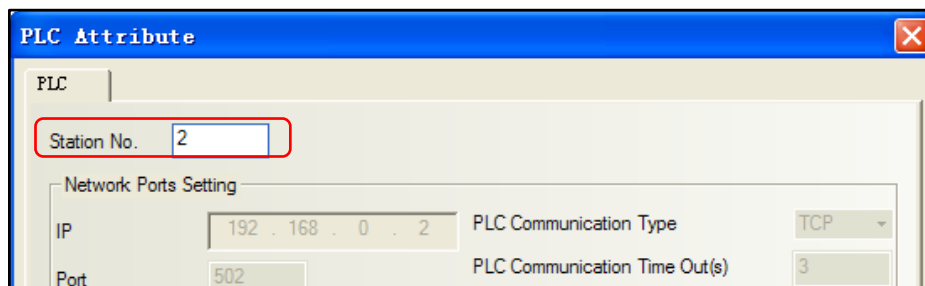 PLC Attribute
PLC
Station No. 2
Network Ports Setting
IP 192 . 168 . 0 . 2 PLC Communication Type TCP
Port 502 PLC Communication Time Out(s) 3